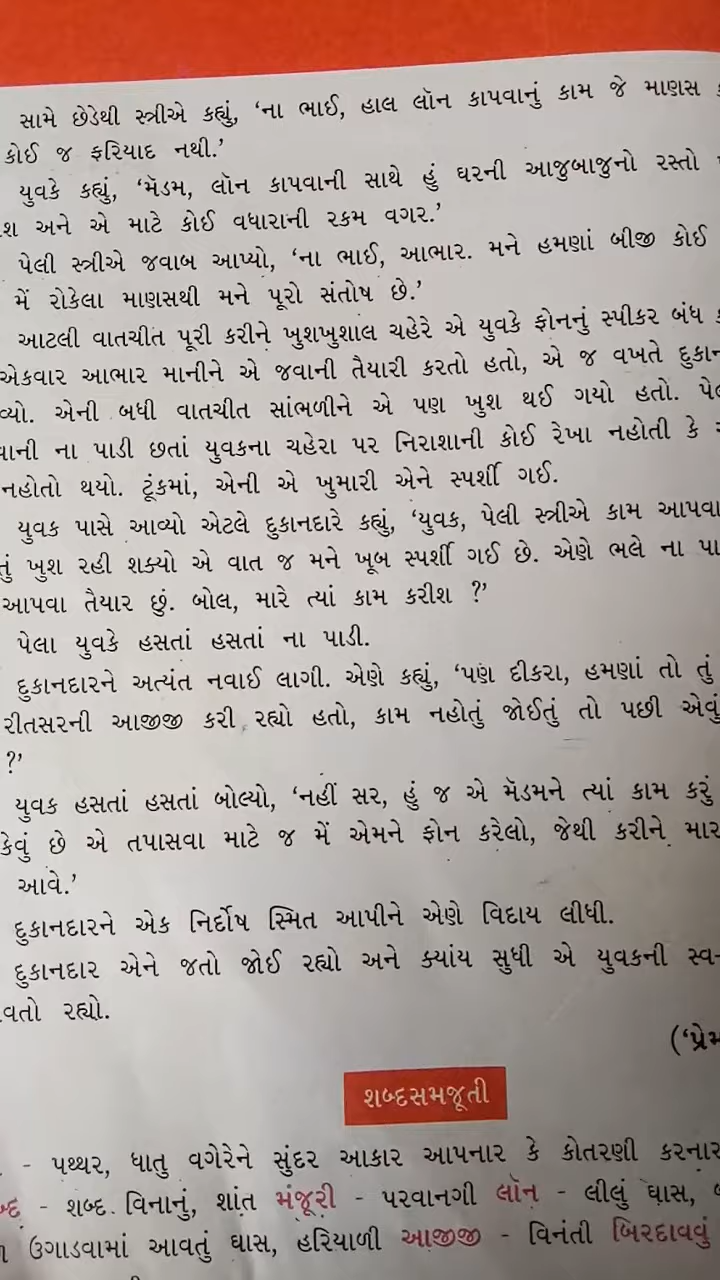 સામે છેડેથી સ્ત્રીએ કહ્યું, ‘ના ભાઈ, હાલ લૉન કાપવાનું કામ જે માણસ
કોઈ જ ફરિયાદ નથી.’
યુવકે કહ્યું, ‘મૅડમ, લૉન કાપવાની સાથે હું ઘરની આજુબાજુનો રસ્તો
શ અને એ માટે કોઈ વધારાની રકમ વગર.’
પેલી સ્ત્રીએ જવાબ આપ્યો, ‘ના ભાઈ, આભાર. મને હમણાં બીજી કોઈ
મેં રોકેલા માણસથી મને પૂરો સંતોષ છે.’
આટલી વાતચીત પૂરી કરીને ખુશખુશાલ ચહેરે એ યુવકે ફોનનું સ્પીકર બંધ
એકવાર આભાર માનીને એ જવાની તૈયારી કરતો હતો, એ જ વખતે દુકાન
વ્યો. એની બધી વાતચીત સાંભળીને એ પણ ખુશ થઈ ગયો હતો. પેલ
વાની ના પાડી છતાં યુવકના ચહેરા પર નિરાશાની કોઈ રેખા નહોતી કે
નહોતો થયો. ટૂંકમાં, એની એ ખુમારી એને સ્પર્શી ગઈ.
યુવક પાસે આવ્યો એટલે દુકાનદારે કહ્યું, ‘યુવક, પેલી સ્ત્રીએ કામ આપવા
તું ખુશ રહી શક્યો એ વાત જ મને ખૂબ સ્પર્શી ગઈ છે. એણે ભલે ના પા
આપવા તૈયાર છું. બોલ, મારે ત્યાં કામ કરીશ ?’
પેલા યુવકે હસતાં હસતાં ના પાડી.
દુકાનદારને અત્યંત નવાઈ લાગી. એણે કહ્યું, ‘પણ દીકરા, હમણાં તો તું
રીતસરની આજીજી કરી રહ્યો હતો, કામ નહોતું જોઈતું તો પછી એવું
?’
યુવક હસતાં હસતાં બોલ્યો, ‘નહીં સર, હું જ એ મૅડમને ત્યાં કામ કરું
કેવું છે એ તપાસવા માટે જ મેં એમને ફોન કરેલો, જેથી કરીને માર
આવે.’
દુકાનદારને એક નિર્દોષ સ્મિત આપીને એણે વિદાય લીધી.
દુકાનદાર એને જતો જોઈ રહ્યો અને ક્યાંય સુધી એ યુવકની સ્વ-
વતો રહ્યો.
(‘પ્રેમ
શબ્દસમજૂતી
- પથ્થર, ધાતુ વગેરેને સુંદર આકાર આપનાર કે કોતરણી કરનાર
બ્દ - શબ્દ વિનાનું, શાંત મંજૂરી - પરવાનગી લૉન - લીલું ઘાસ,
ઉગાડવામાં આવતું ઘાસ, હરિયાળી આજીજી - વિનંતી બિરદાવવું